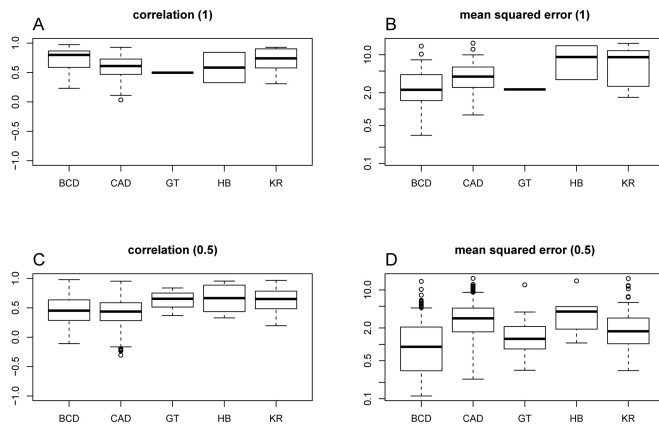 A
correlation (1)
1.0
0.5
0.0
−0.5
−1.0
BCD CAD GT HB KR
B
mean squared error (1)
10.0
2.0
0.5
0.1
BCD CAD GT HB KR
C
correlation (0.5)
1.0
0.5
0.0
−0.5
−1.0
BCD CAD GT HB KR
D
mean squared error (0.5)
10.0
2.0
0.5
0.1
BCD CAD GT HB KR